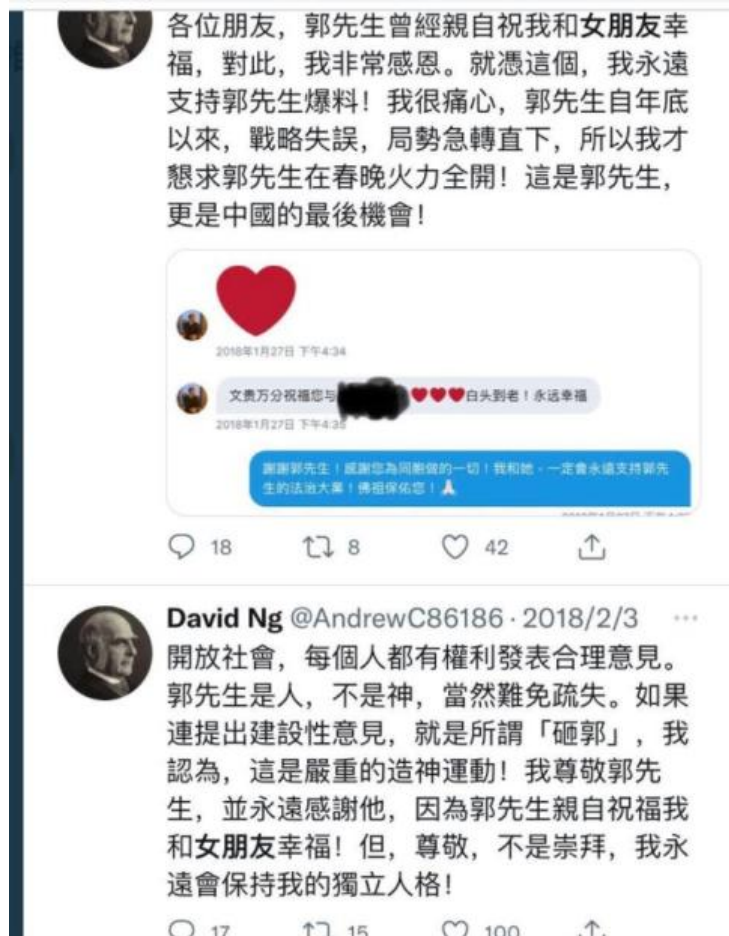 各位朋友，郭先生曾經親自祝我和女朋友幸
福，對此，我非常感恩。就憑這個，我永遠
支持郭先生爆料！我很痛心，郭先生自年底
以來，戰略失誤，局勢急轉直下，所以我才
懇求郭先生在春晚火力全開！這是郭先生，
更是中國的最後機會！
2018年1月27日 下午4:34
文贵万分祝福您与
白头到老！永远幸福
2018年1月27日 下午4:35
謝謝郭先生！感謝您為同胞做的一切！我和她，一定會永遠支持郭先
生的法治大業！佛祖保佑您！🙏🏻
18 8 42
David Ng @AndrewC86186 · 2018/2/3
開放社會，每個人都有權利發表合理意見。
郭先生是人，不是神，當然難免疏失。如果
連提出建設性意見，就是所謂「砸郭」，我
認為，這是嚴重的造神運動！我尊敬郭先
生，並永遠感謝他，因為郭先生親自祝福我
和女朋友幸福！但，尊敬，不是崇拜，我永
遠會保持我的獨立人格！
17 15 100